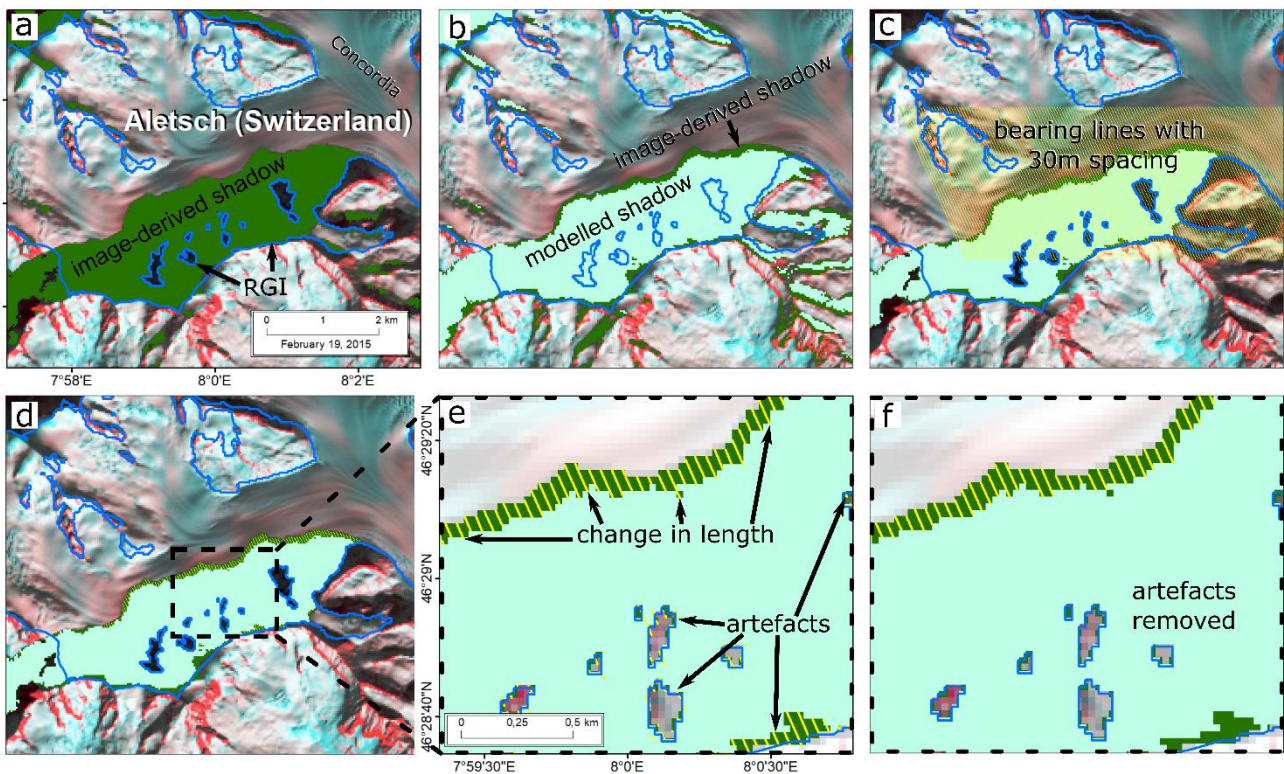 a
Concordia
Aletsch (Switzerland)
image-derived shadow
RGI
0 1 2 km
February 19, 2015
7°58'E 8°0'E 8°2'E
b
image-derived shadow
modelled shadow
c
bearing lines with
30m spacing
d
e
46°29'20"N
change in length
46°29'N
artefacts
46°28'40"N
0 0,25 0,5 km
7°59'30"E 8°0'E 8°0'30"E
f
artefacts
removed